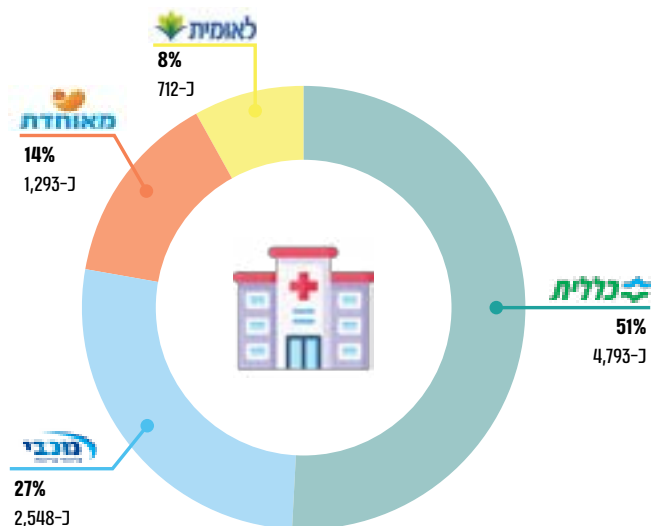 לאומית
8%
כ-712
מאוחדת
14%
כ-1,293
כללית
51%
כ-4,793
מכבי
27%
כ-2,548